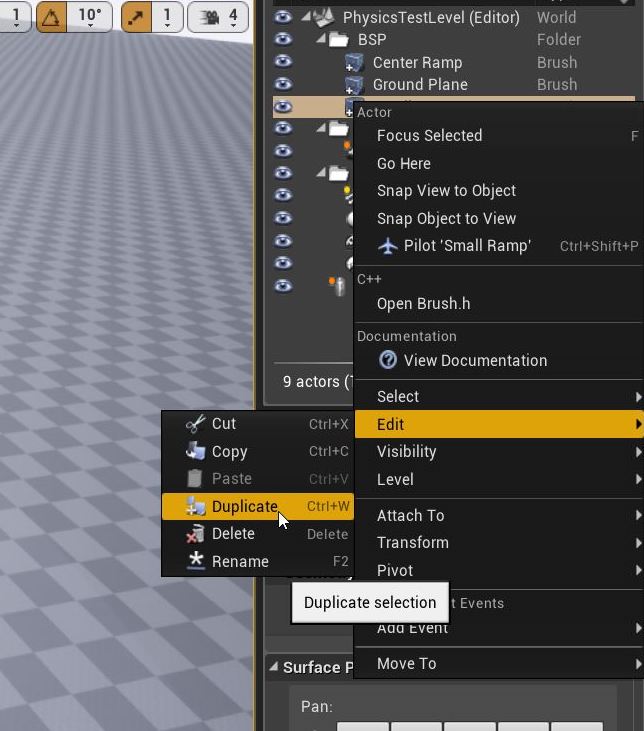 1 10° 1 4
PhysicsTestLevel (Editor) World
BSP Folder
Center Ramp Brush
Ground Plane Brush
Actor
Focus Selected F
Go Here
Snap View to Object
Snap Object to View
Pilot 'Small Ramp' Ctrl+Shift+P
C++
Open Brush.h
Documentation
View Documentation
9 actors
Select
Edit
Visibility
Level
Attach To
Transform
Pivot
Events
Add Event
Move To
Cut Ctrl+X
Copy Ctrl+C
Paste Ctrl+V
Duplicate Ctrl+W
Delete Delete
Rename F2
Duplicate selection
Surface P
Pan: